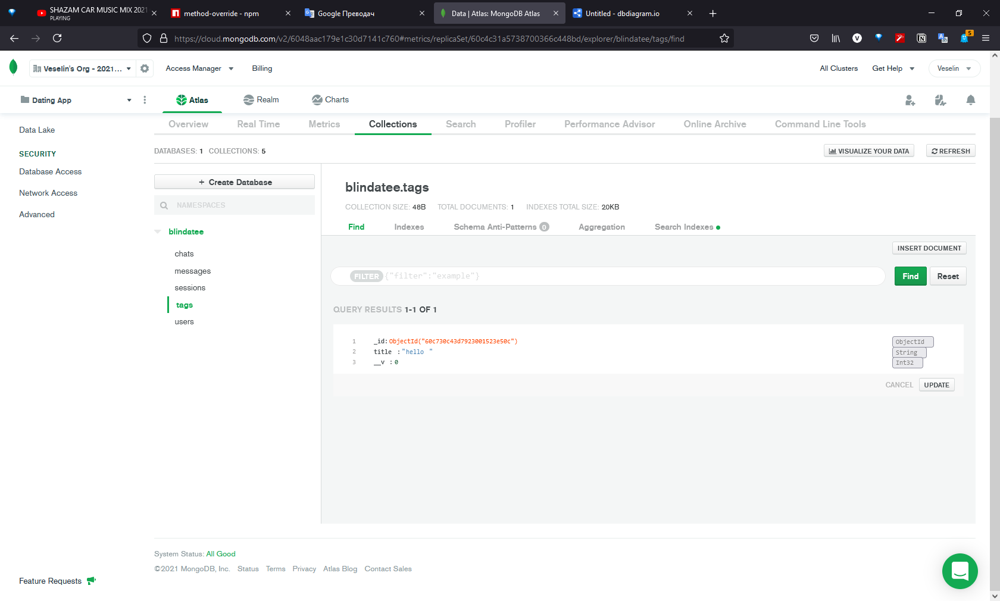 SHAZAM CAR MUSIC MIX 2021
PLAYING
method-override - npm
Google Преводач
Data | Atlas: MongoDB Atlas
Untitled - dbdiagram.io
https://cloud.mongodb.com/v2/6048aac179e1c30d7141c760#metrics/replicaSet/60c4c31a5738700366c448bd/explorer/blindatee/tags/find
5
Veselin's Org - 2021...
Access Manager
Billing
All Clusters
Get Help
Veselin
Dating App
Atlas
Realm
Charts
Data Lake
SECURITY
Database Access
Network Access
Advanced
Feature Requests
Overview
Real Time
Metrics
Collections
Search
Profiler
Performance Advisor
Online Archive
Command Line Tools
DATABASES: 1 COLLECTIONS: 5
VISUALIZE YOUR DATA
REFRESH
+ Create Database
NAMESPACES
blindatee
chats
messages
sessions
tags
users
blindatee.tags
COLLECTION SIZE: 48B TOTAL DOCUMENTS: 1 INDEXES TOTAL SIZE: 20KB
Find
Indexes
Schema Anti-Patterns 0
Aggregation
Search Indexes
INSERT DOCUMENT
FILTER {"filter":"example"}
Find
Reset
QUERY RESULTS 1-1 OF 1
1 _id:ObjectId("60c730c43d7923001523e50c") ObjectId
2 title :"hello " String
3 __v :0 Int32
CANCEL
UPDATE
System Status: All Good
©2021 MongoDB, Inc. Status Terms Privacy Atlas Blog Contact Sales